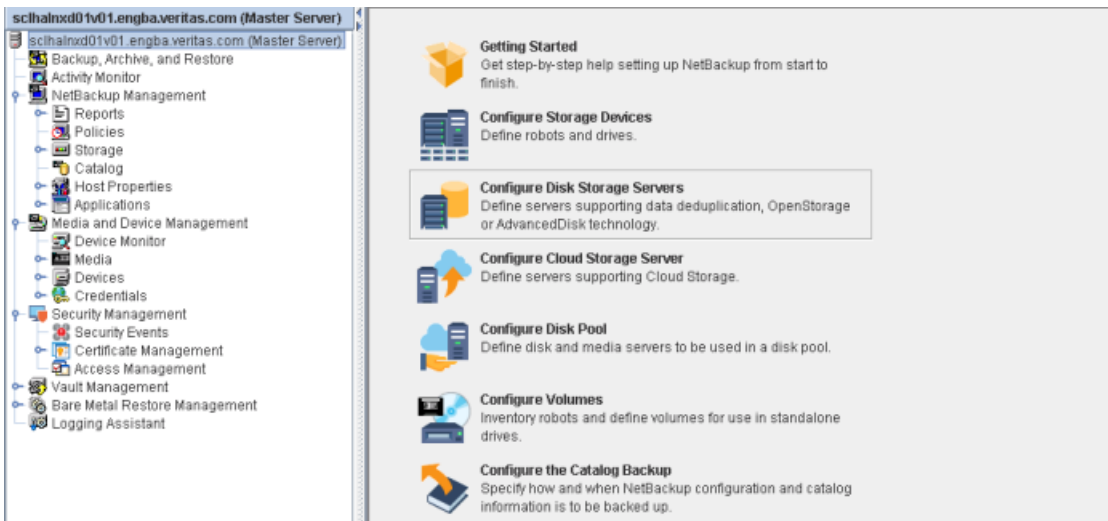 sclhalnxd01v01.engba.veritas.com (Master Server)
sclhalnxd01v01.engba.veritas.com (Master Server)
Backup, Archive, and Restore
Activity Monitor
NetBackup Management
Reports
Policies
Storage
Catalog
Host Properties
Applications
Media and Device Management
Device Monitor
Media
Devices
Credentials
Security Management
Security Events
Certificate Management
Access Management
Vault Management
Bare Metal Restore Management
Logging Assistant
Getting Started
Get step-by-step help setting up NetBackup from start to
finish.
Configure Storage Devices
Define robots and drives.
Configure Disk Storage Servers
Define servers supporting data deduplication, OpenStorage
or AdvancedDisk technology.
Configure Cloud Storage Server
Define servers supporting Cloud Storage.
Configure Disk Pool
Define disk and media servers to be used in a disk pool.
Configure Volumes
Inventory robots and define volumes for use in standalone
drives.
Configure the Catalog Backup
Specify how and when NetBackup configuration and catalog
information is to be backed up.